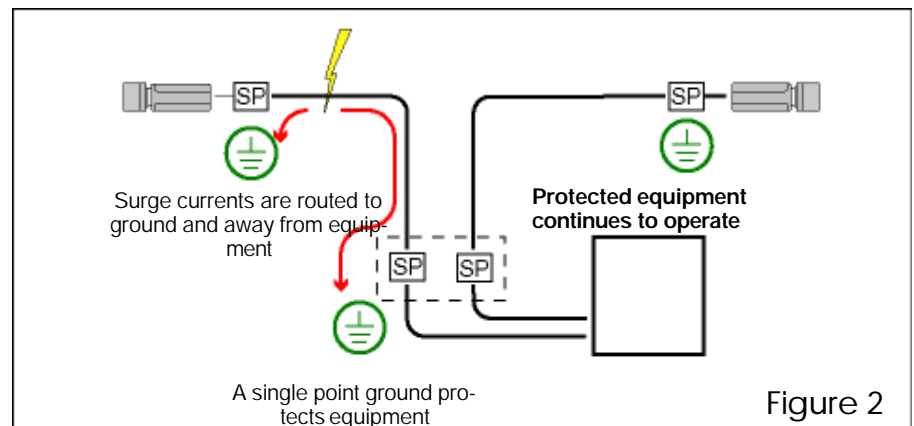 SP
SP
Surge currents are routed to
ground and away from equip-
ment
Protected equipment
continues to operate
SP
SP
A single point ground pro-
tects equipment
Figure 2